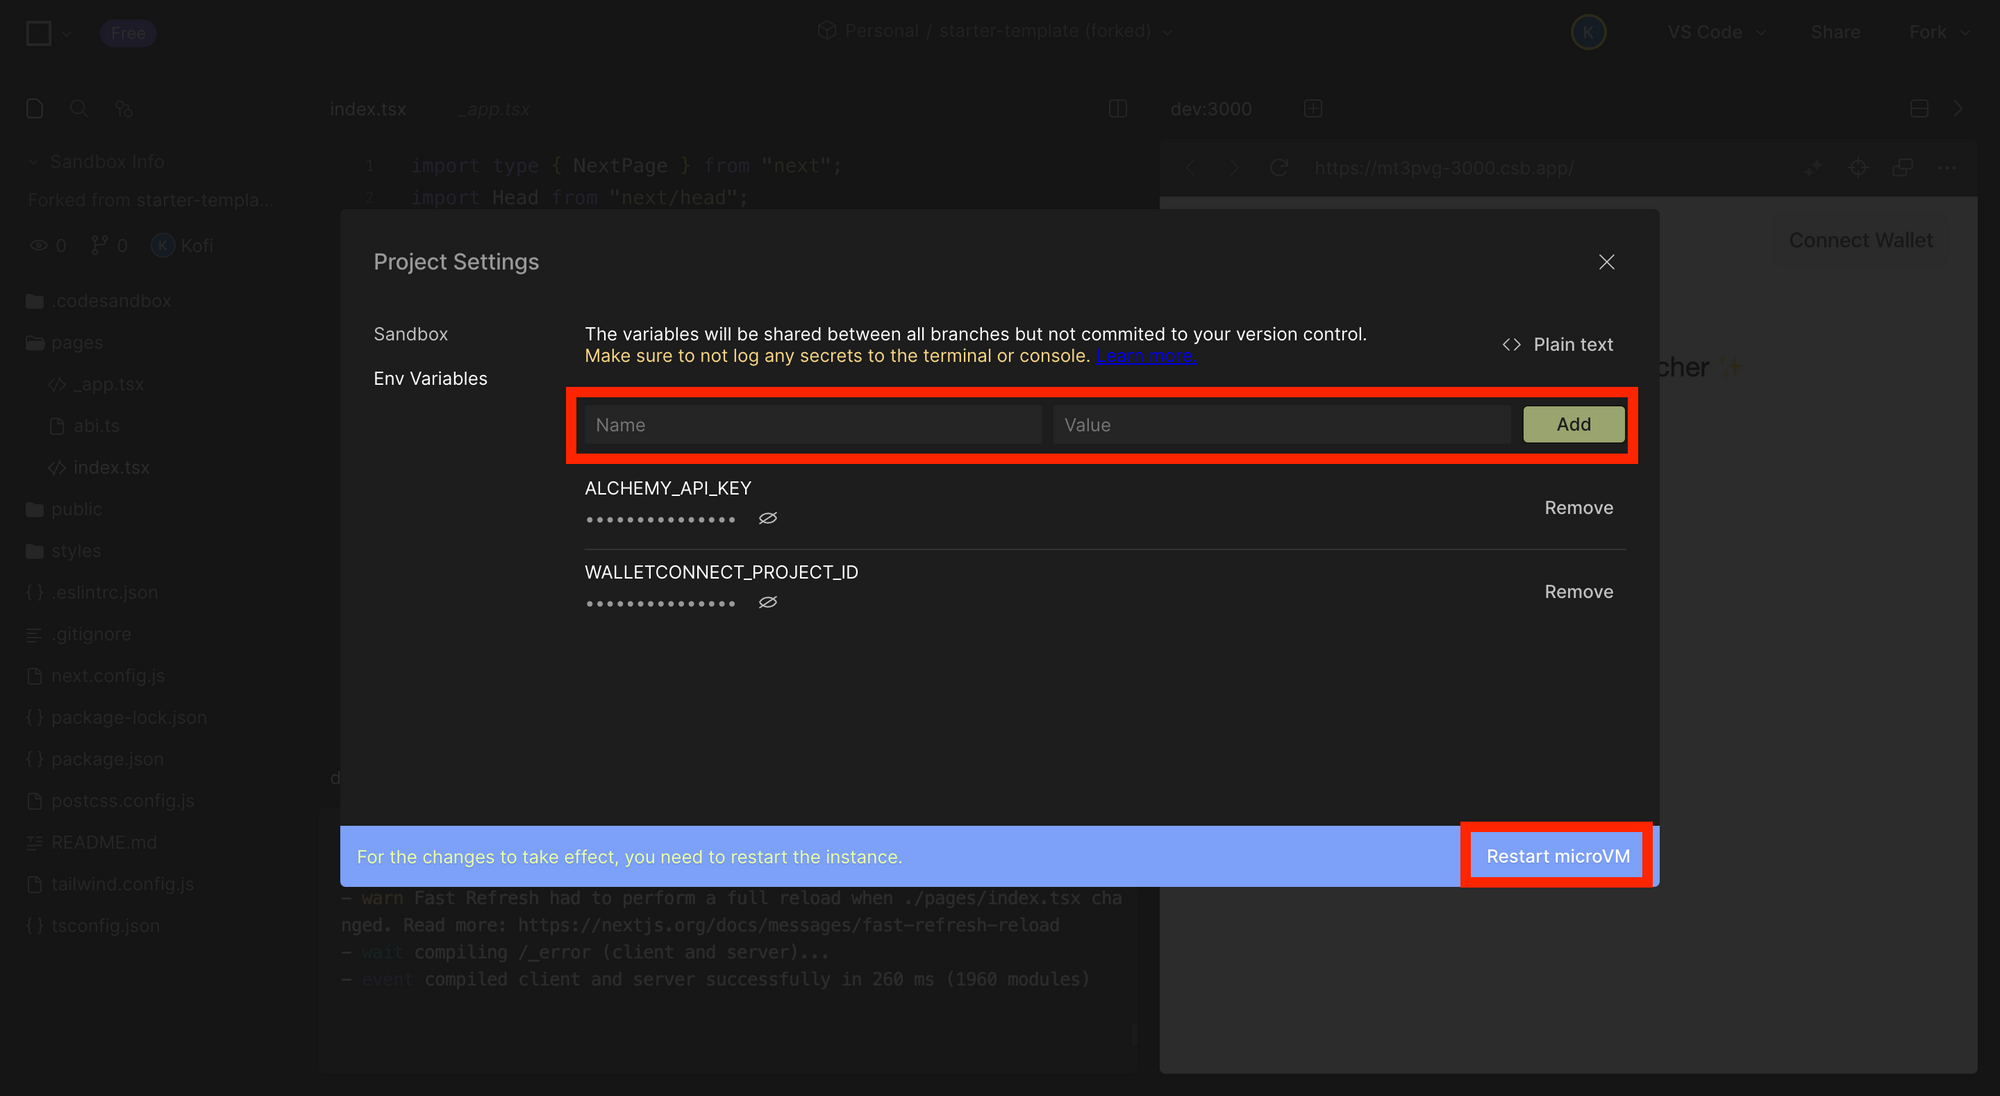 Free
Personal / starter-template (forked)
K
VS Code
Share
Fork
index.tsx
_app.tsx
dev:3000
Sandbox Info
1 import type { NextPage } from "next";
https://mt3pvg-3000.csb.app/
Forked from starter-templa...
2 import Head from "next/head";
0
0
K Kofi
Connect Wallet
Project Settings
.codesandbox
pages
_app.tsx
abi.ts
index.tsx
public
styles
.eslintrc.json
.gitignore
next.config.js
package-lock.json
package.json
postcss.config.js
README.md
tailwind.config.js
tsconfig.json
Sandbox
Env Variables
The variables will be shared between all branches but not commited to your version control.
Make sure to not log any secrets to the terminal or console. Learn more.
Plain text
cher ✨
Name
Value
Add
ALCHEMY_API_KEY
•••••••••••••••
Remove
WALLETCONNECT_PROJECT_ID
•••••••••••••••
Remove
d
For the changes to take effect, you need to restart the instance.
Restart microVM
- warn Fast Refresh had to perform a full reload when ./pages/index.tsx cha
nged. Read more: https://nextjs.org/docs/messages/fast-refresh-reload
- wait compiling /_error (client and server)...
- event compiled client and server successfully in 260 ms (1960 modules)